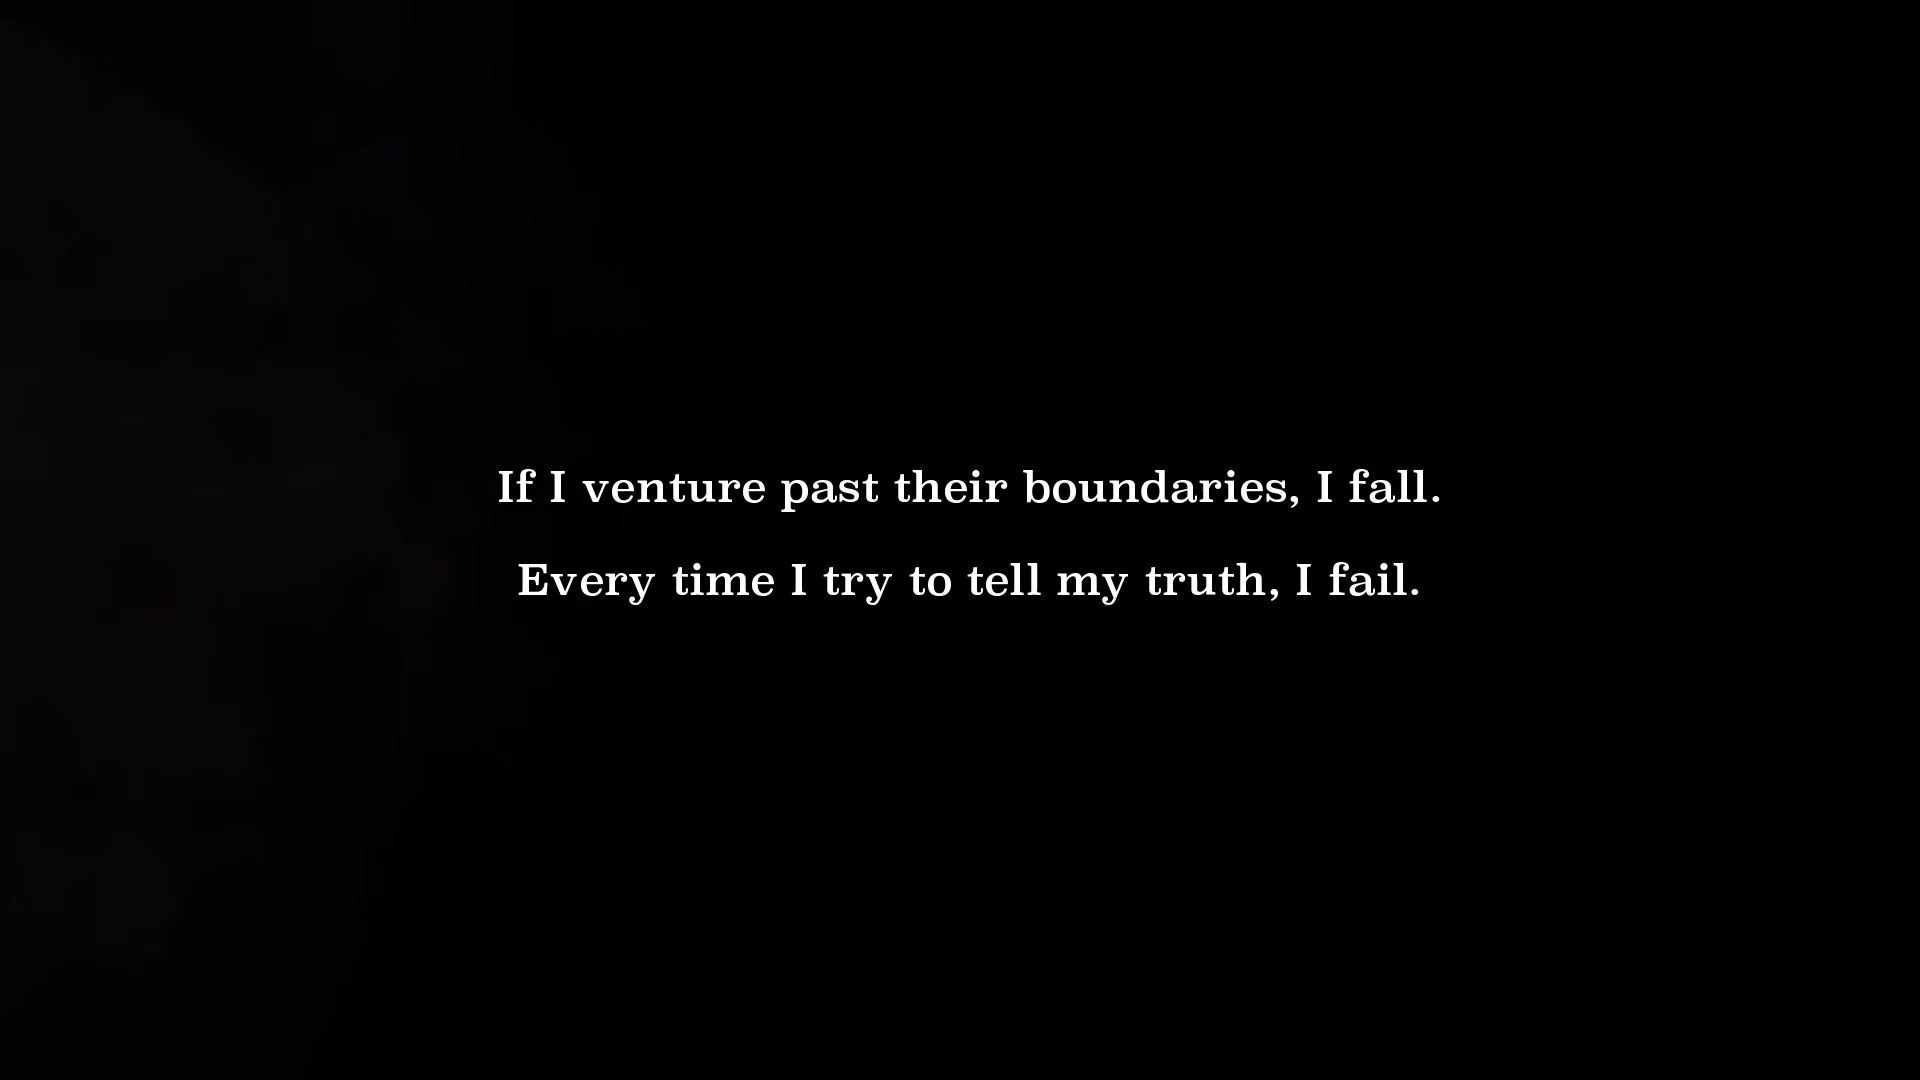 If I venture past their boundaries, I fall.
Every time I try to tell my truth, I fail.